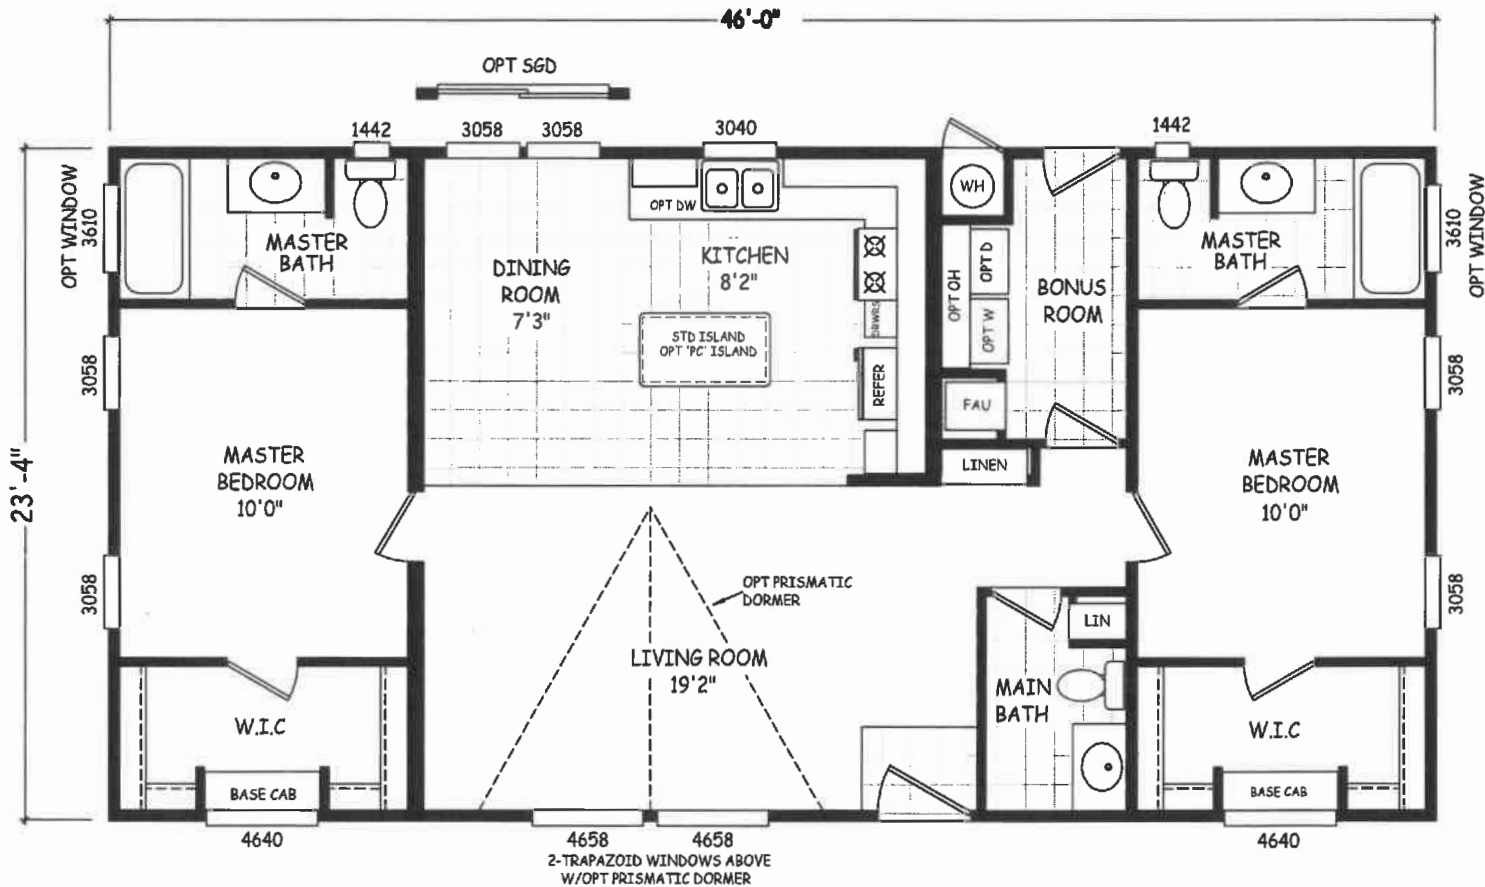 46'-0"
OPT SGD
1442
3058
3058
3040
1442
OPT WINDOW
3610
MASTER
BATH
OPT DW
KITCHEN
8'2"
DINING
ROOM
7'3"
STD ISLAND
OPT 'PC' ISLAND
DRWRS
REFER
WH
OPT OH
OPT D
OPT W
BONUS
ROOM
FAU
LINEN
MASTER
BATH
3610
OPT WINDOW
3058
3058
23'-4"
MASTER
BEDROOM
10'0"
MASTER
BEDROOM
10'0"
3058
3058
OPT PRISMATIC
DORMER
LIVING ROOM
19'2"
LIN
MAIN
BATH
W.I.C
BASE CAB
W.I.C
BASE CAB
4640
4658
4658
4640
2-TRAPAZOID WINDOWS ABOVE
W/OPT PRISMATIC DORMER